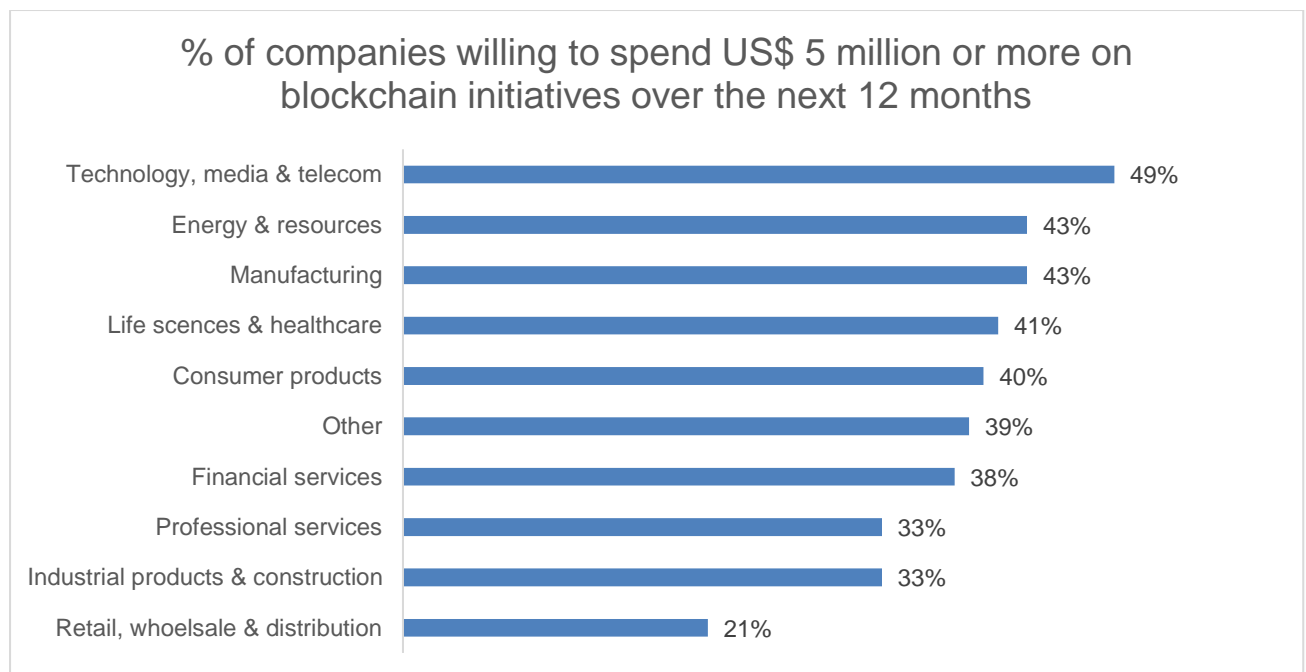 % of companies willing to spend US$ 5 million or more on
blockchain initiatives over the next 12 months
Technology, media & telecom 49%
Energy & resources 43%
Manufacturing 43%
Life scences & healthcare 41%
Consumer products 40%
Other 39%
Financial services 38%
Professional services 33%
Industrial products & construction 33%
Retail, whoelsale & distribution 21%